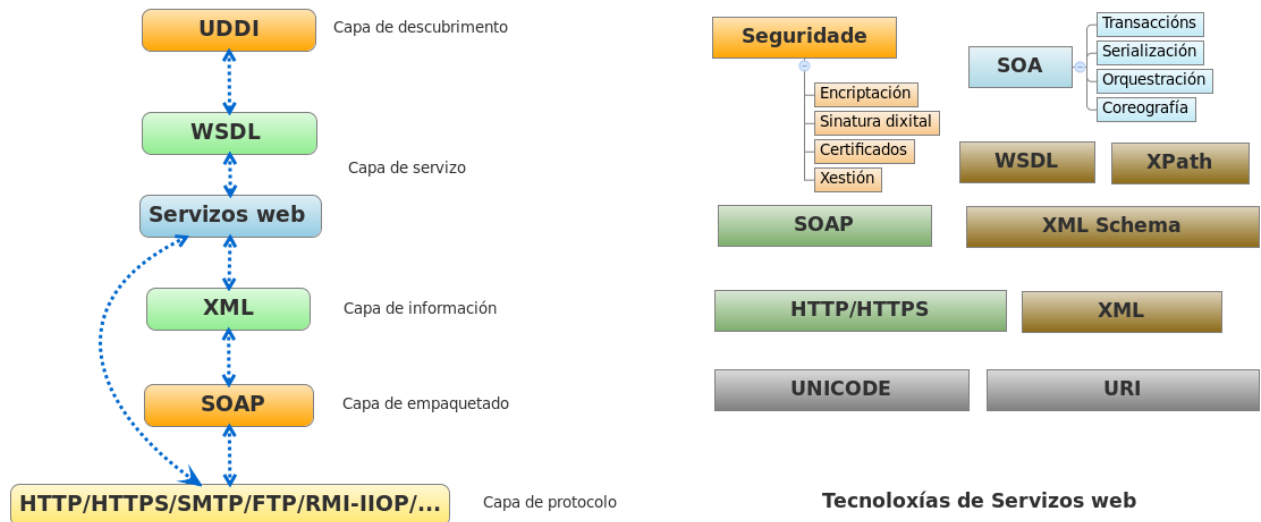 UDDI
Capa de descubrimento
WSDL
Capa de servizo
Servizos web
XML
Capa de información
SOAP
Capa de empaquetado
HTTP/HTTPS/SMTP/FTP/RMI-IIOP/...
Capa de protocolo
Seguridade
Encriptación
Sinatura dixital
Certificados
Xestión
SOA
Transaccións
Serialización
Orquestración
Coreografía
WSDL
XPath
SOAP
XML Schema
HTTP/HTTPS
XML
UNICODE
URI
Tecnoloxías de Servizos web